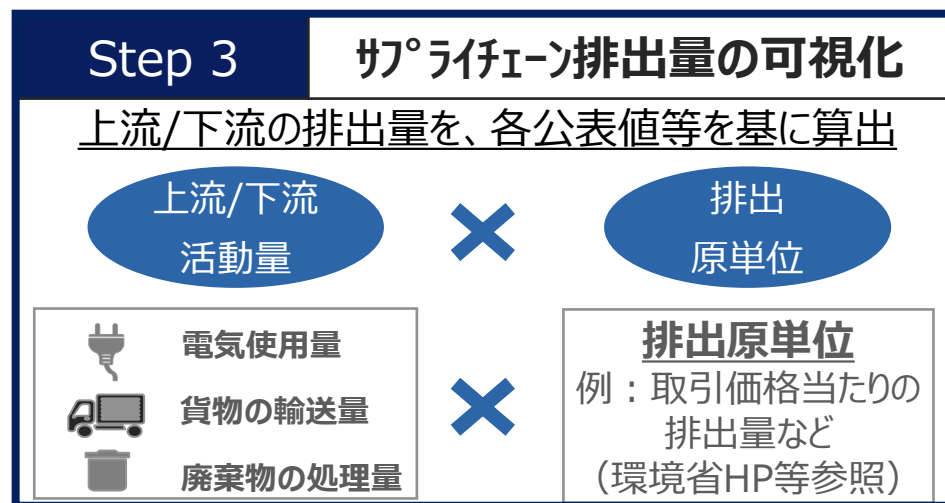 Step 3
ｻﾌﾟﾗｲﾁｪｰﾝ排出量の可視化
上流/下流の排出量を、各公表値等を基に算出
上流/下流
活動量
×
排出
原単位
電気使用量
貨物の輸送量
廃棄物の処理量
×
排出原単位
例：取引価格当たりの
排出量など
（環境省HP等参照）